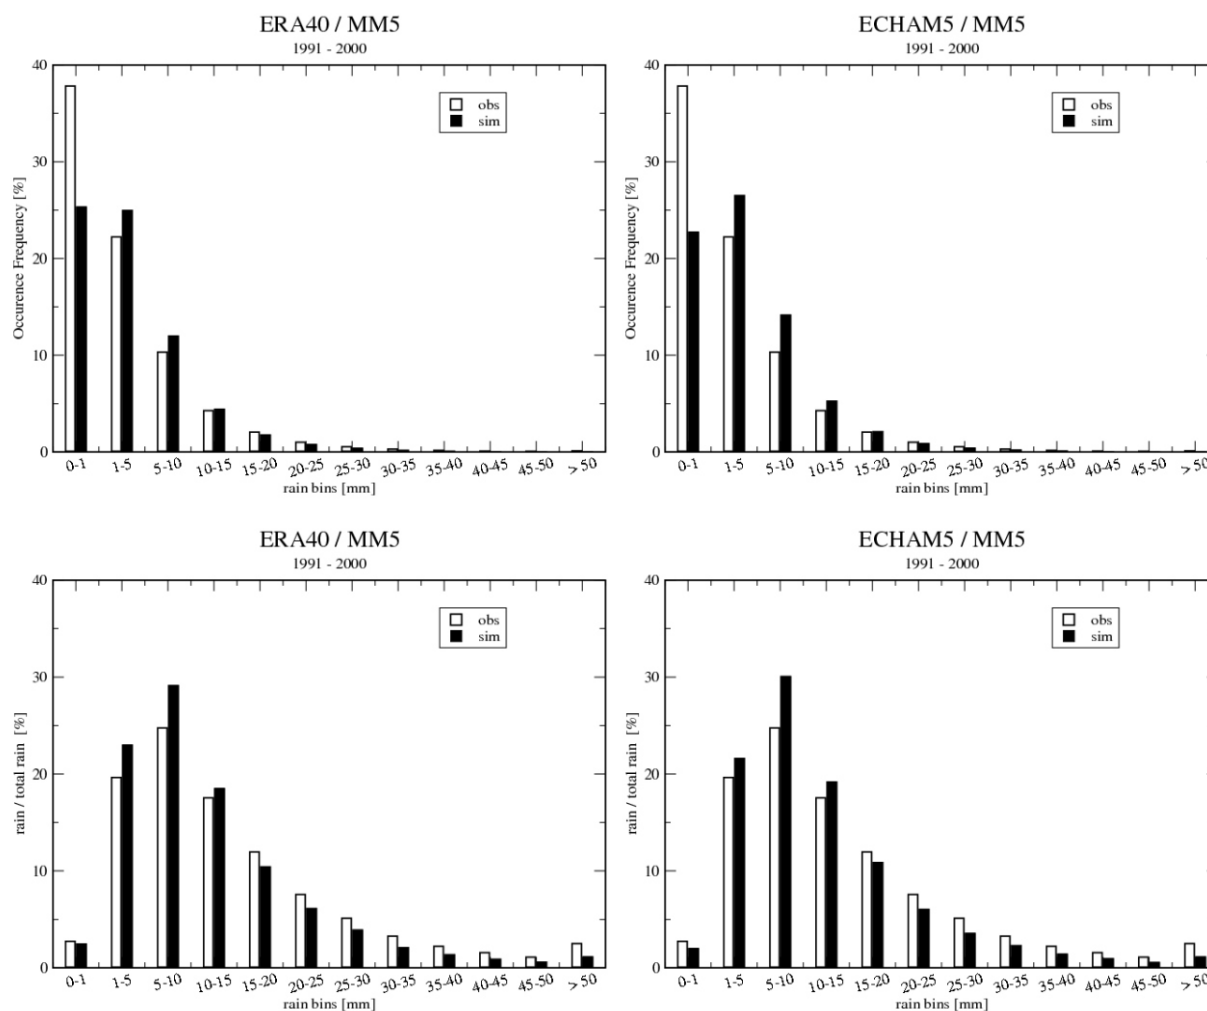 ERA40 / MM5
1991 - 2000
40
30
20
10
0
Occurence Frequency [%]
obs
sim
0-1 1-5 5-10 10-15 15-20 20-25 25-30 30-35 35-40 40-45 45-50 > 50
rain bins [mm]
ECHAM5 / MM5
1991 - 2000
40
30
20
10
0
Occurence Frequency [%]
obs
sim
0-1 1-5 5-10 10-15 15-20 20-25 25-30 30-35 35-40 40-45 45-50 > 50
rain bins [mm]
ERA40 / MM5
1991 - 2000
40
30
20
10
0
rain / total rain [%]
obs
sim
0-1 1-5 5-10 10-15 15-20 20-25 25-30 30-35 35-40 40-45 45-50 > 50
rain bins [mm]
ECHAM5 / MM5
1991 - 2000
40
30
20
10
0
rain / total rain [%]
obs
sim
0-1 1-5 5-10 10-15 15-20 20-25 25-30 30-35 35-40 40-45 45-50 > 50
rain bins [mm]